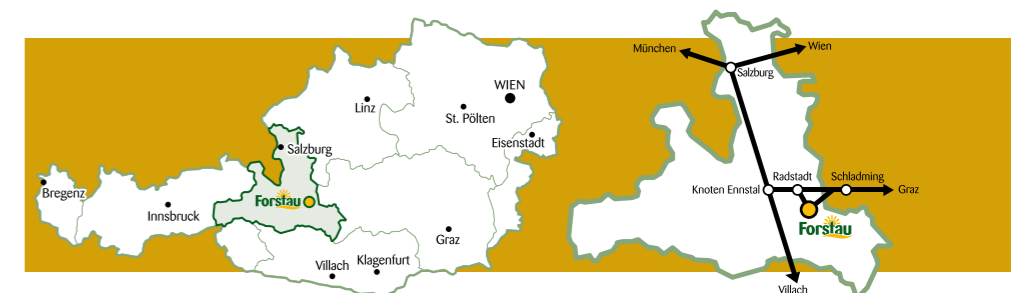 WIEN
Linz
St. Pölten
Eisenstadt
Salzburg
Bregenz
Forstau
Innsbruck
Graz
Villach
Klagenfurt
München
Wien
Salzburg
Radstadt
Schladming
Knoten Ennstal
Graz
Forstau
Villach